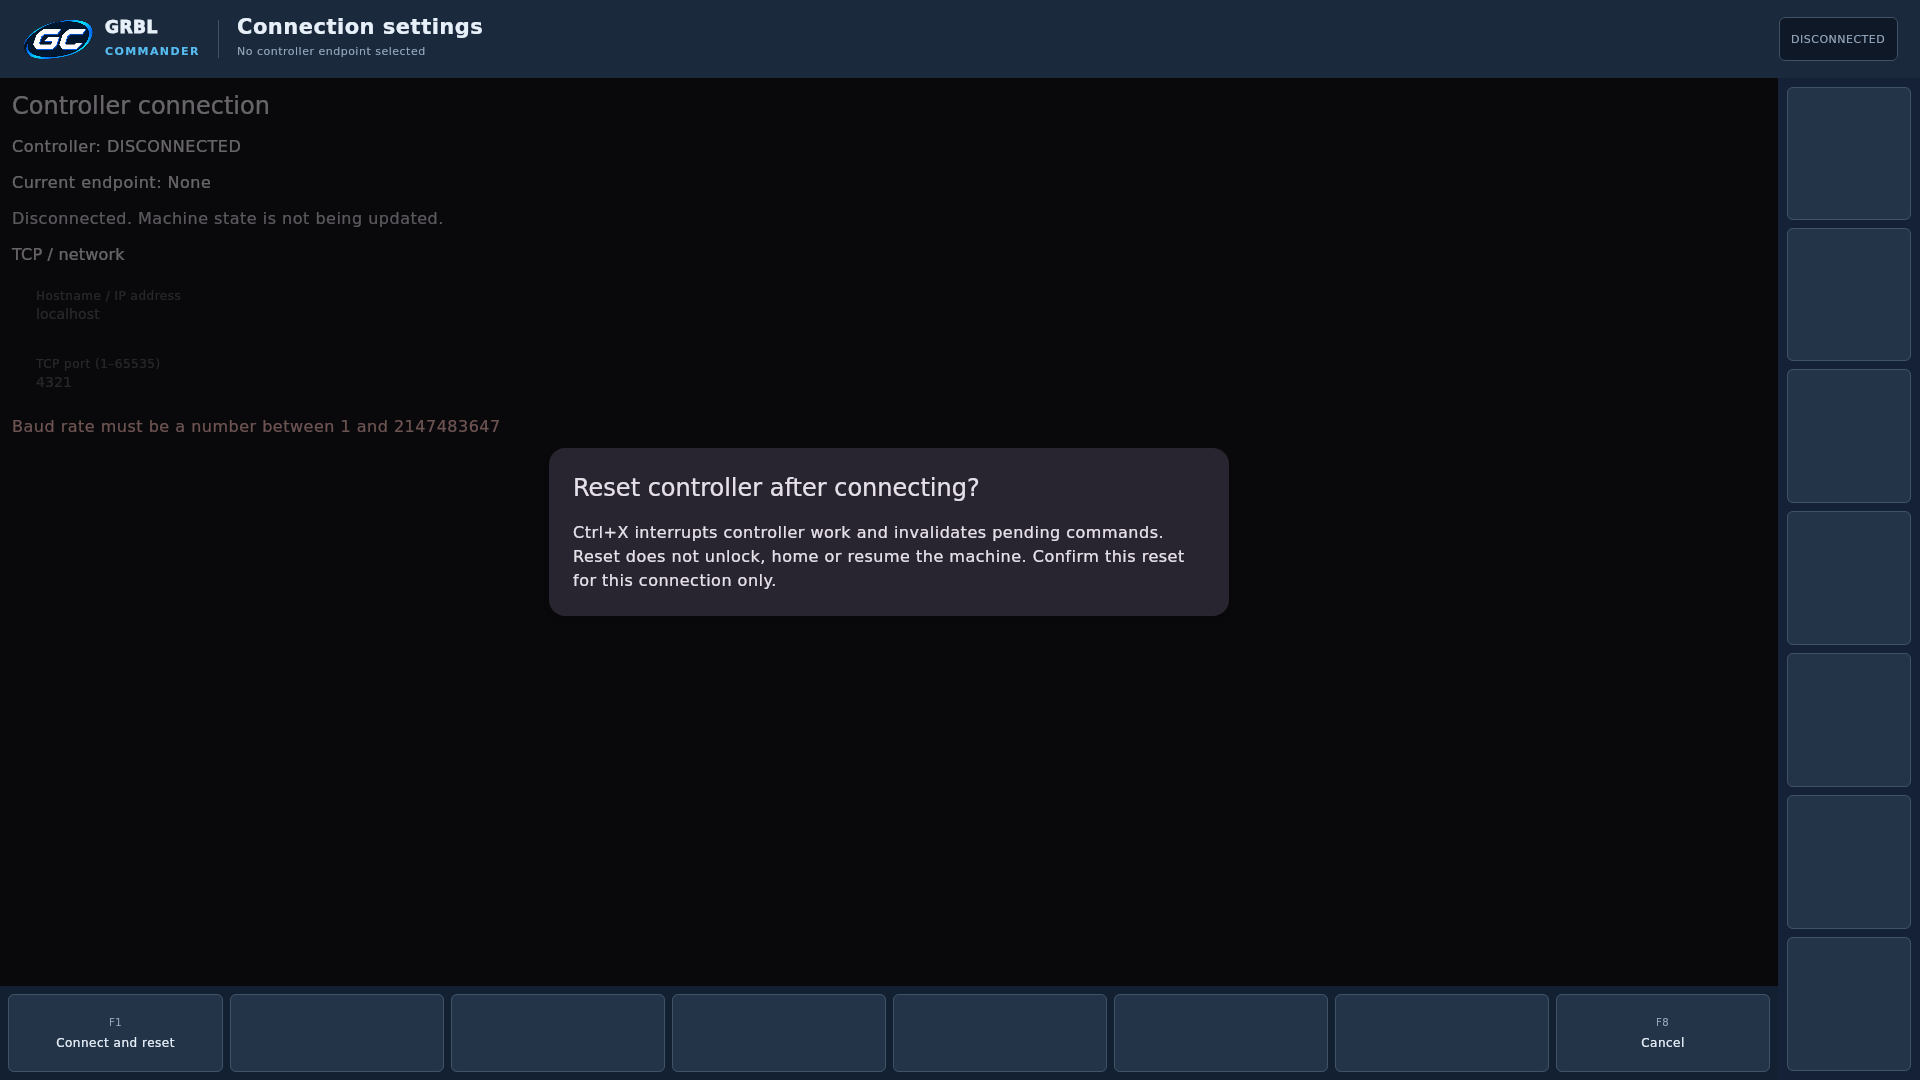 GC
GRBL
COMMANDER
Connection settings
No controller endpoint selected
DISCONNECTED
Controller connection
Controller: DISCONNECTED
Current endpoint: None
Disconnected. Machine state is not being updated.
TCP / network
Hostname / IP address
localhost
TCP port (1–65535)
4321
Baud rate must be a number between 1 and 2147483647
Reset controller after connecting?
Ctrl+X interrupts controller work and invalidates pending commands.
Reset does not unlock, home or resume the machine. Confirm this reset
for this connection only.
F1
Connect and reset
F8
Cancel